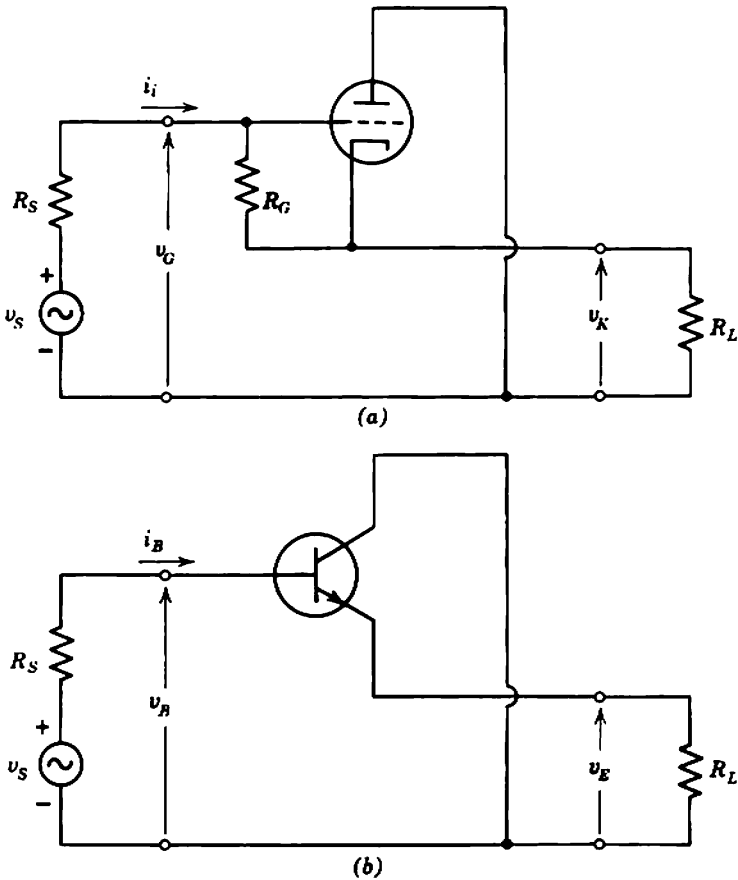 i_i
R_S
R_G
v_G
+
v_S
−
v_K
R_L
(a)
i_B
R_S
v_B
+
v_S
−
v_E
R_L
(b)